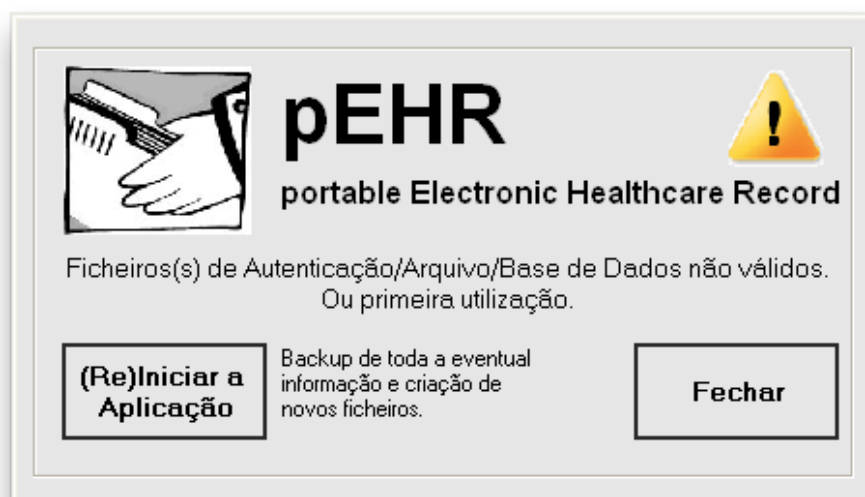 pEHR
portable Electronic Healthcare Record
Ficheiros(s) de Autenticação/Arquivo/Base de Dados não válidos.
Ou primeira utilização.
(Re)Iniciar a
Aplicação
Backup de toda a eventual
informação e criação de
novos ficheiros.
Fechar